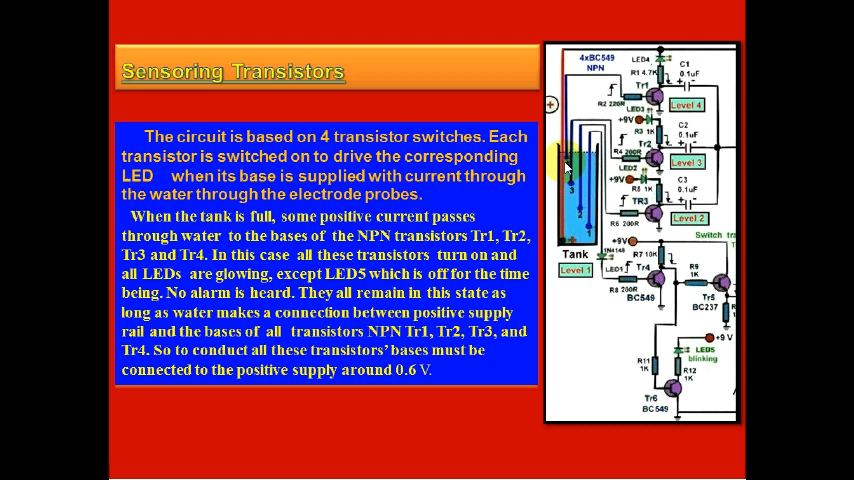 Sensoring Transistors
The circuit is based on 4 transistor switches. Each
transistor is switched on to drive the corresponding
LED when its base is supplied with current through
the water through the electrode probes.
When the tank is full, some positive current passes
through water to the bases of the NPN transistors Tr1, Tr2,
Tr3 and Tr4. In this case all these transistors turn on and
all LEDs are glowing, except LED5 which is off for the time
being. No alarm is heard. They all remain in this state as
long as water makes a connection between positive supply
rail and the bases of all transistors NPN Tr1, Tr2, Tr3, and
Tr4. So to conduct all these transistors' bases must be
connected to the positive supply around 0.6 V.
4xBC549
NPN
LED4
R1 4.7K
C1
0.1uF
Tr1
R2 220R
Level 4
LED3
+9V
R3 1K
C2
0.1uF
Tr2
R4 200R
Level 3
LED2
+9V
R5 1K
C3
0.1uF
TR3
R6 200R
Level 2
3
2
1
Tank
Level 1
+9V
Switch tra
1N4148
R7 10K
LED1
Tr4
R8 200R
BC549
R9
1K
Tr5
BC237
R
1
+9 V
LED5
blinking
R11
1K
R12
1K
Tr6
BC549